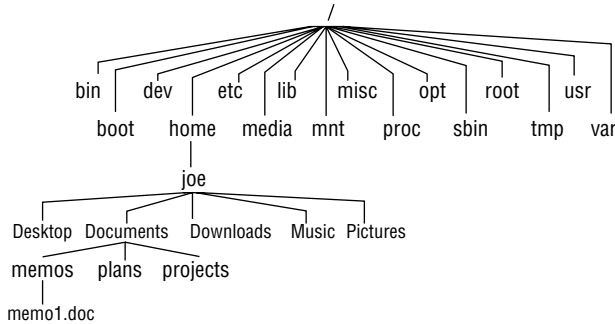 /
bin dev etc lib misc opt root usr
boot home media mnt proc sbin tmp var
joe
Desktop Documents Downloads Music Pictures
memos plans projects
memo1.doc